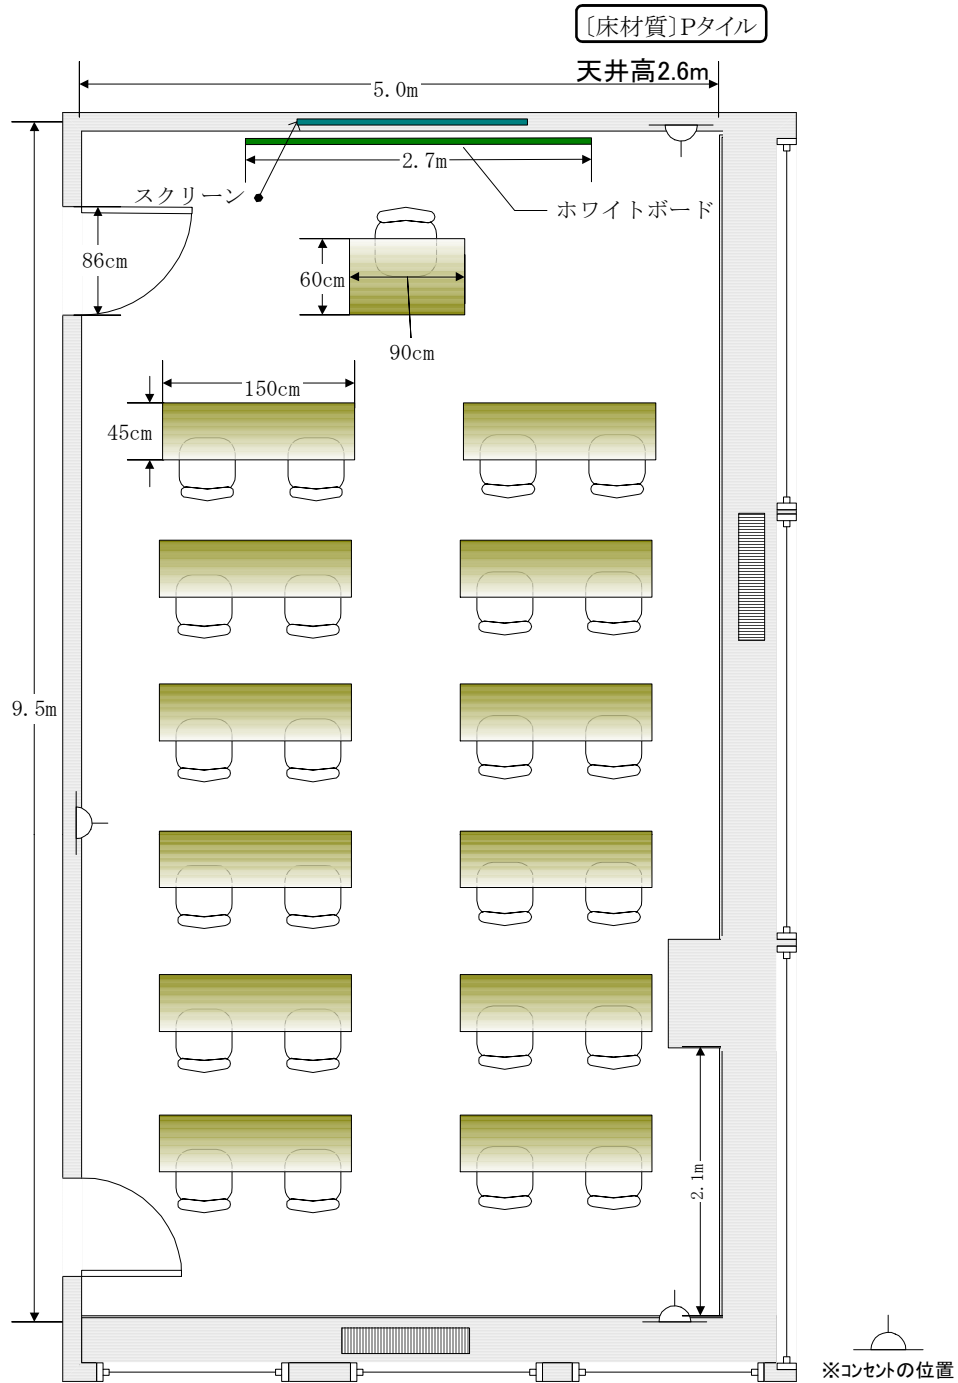 〔床材質〕Pタイル
天井高2.6m
5.0m
2.7m
スクリーン
ホワイトボード
86cm
60cm
90cm
150cm
45cm
9.5m
2.1m
※コンセントの位置